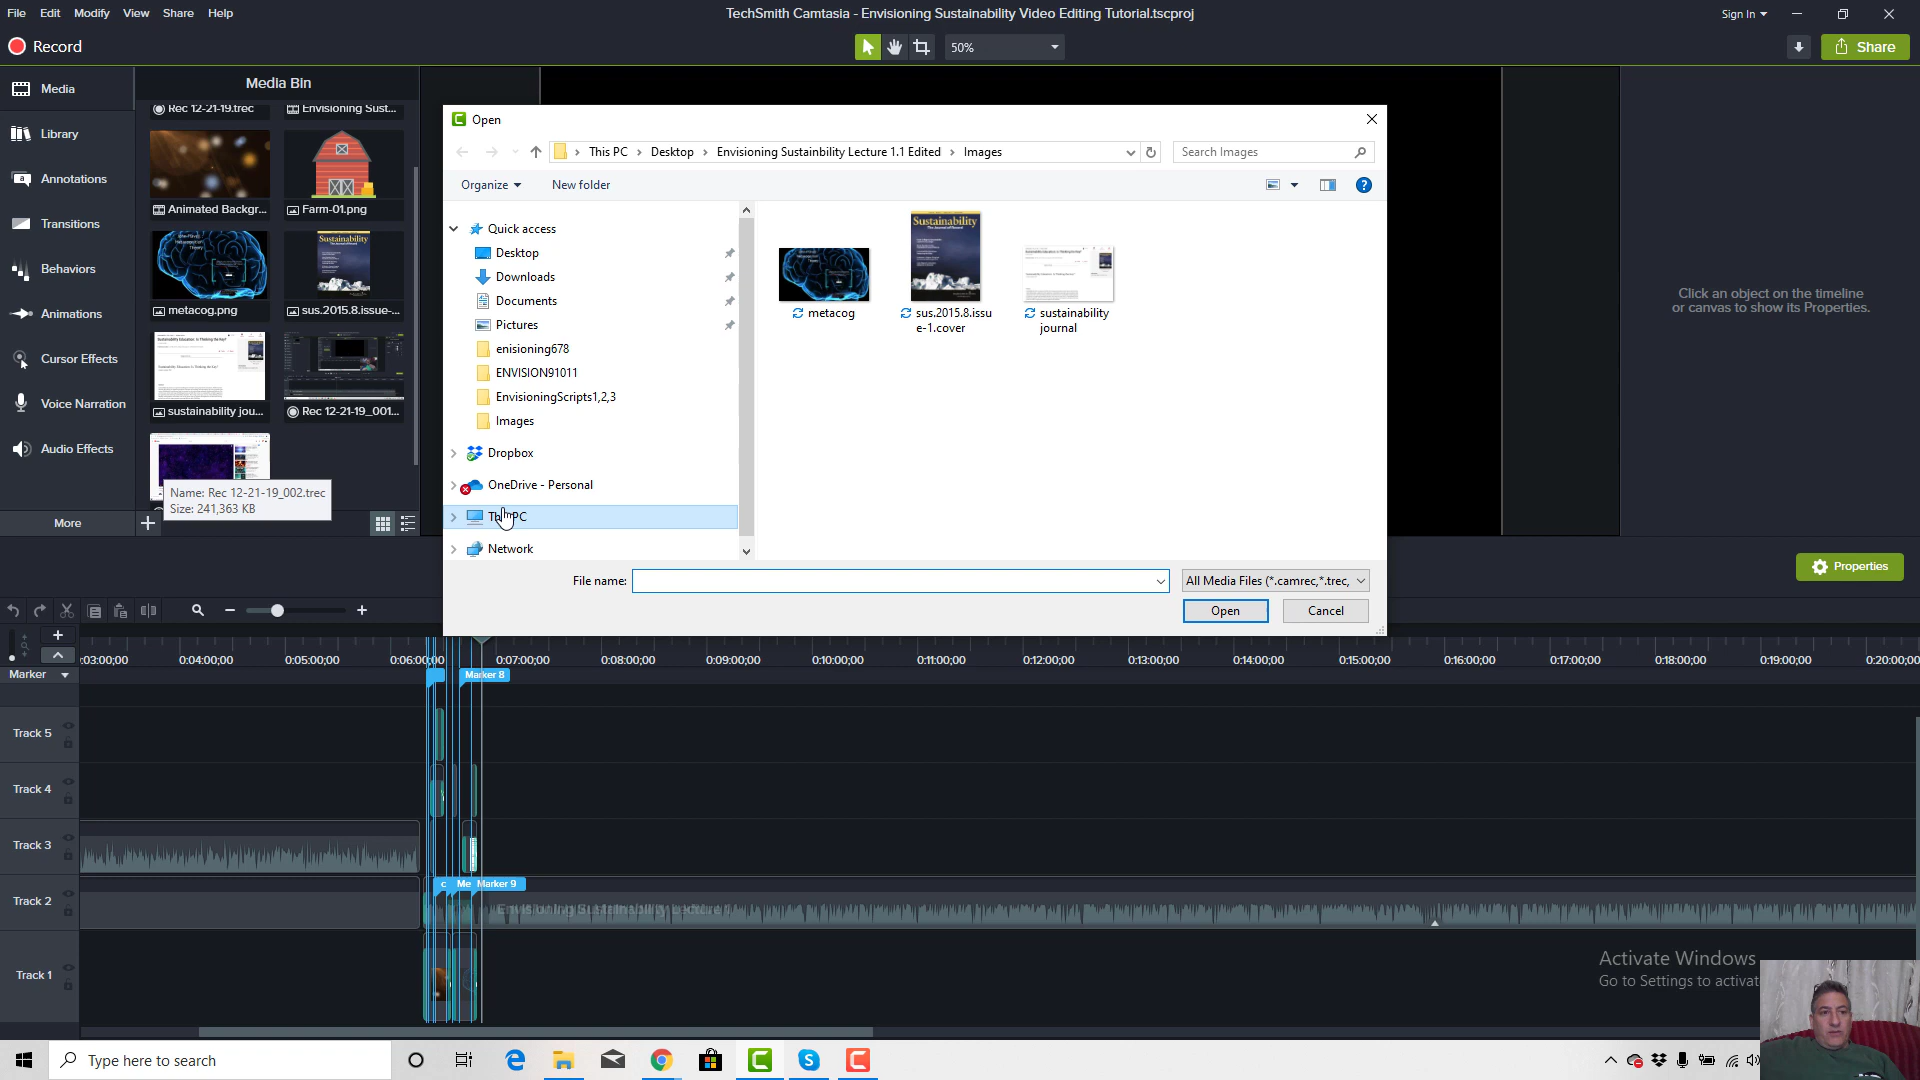 File Edit Modify View Share Help
TechSmith Camtasia - Envisioning Sustainability Video Editing Tutorial.tscproj
Sign In
Record
50%
Share
Media
Library
Annotations
Transitions
Behaviors
Animations
Cursor Effects
Voice Narration
Audio Effects
More
Media Bin
Rec 12-21-19.trec
Envisioning Sust...
Animated Backgr...
Farm-01.png
metacog.png
sus.2015.8.issue-...
sustainability jou...
Rec 12-21-19_001...
Name: Rec 12-21-19_002.trec
Size: 241,363 KB
Open
This PC > Desktop > Envisioning Sustainbility Lecture 1.1 Edited > Images
Search Images
Organize
New folder
Quick access
Desktop
Downloads
Documents
Pictures
enisioning678
ENVISION91011
EnvisioningScripts1,2,3
Images
Dropbox
OneDrive - Personal
This PC
Network
Sustainability
metacog
sus.2015.8.issu
e-1.cover
sustainability
journal
File name:
All Media Files (*.camrec,*.trec,
Open
Cancel
Click an object on the timeline
or canvas to show its Properties.
Properties
:03:00;00 0:04:00;00 0:05:00;00 0:06:00;00 0:07:00;00 0:08:00;00 0:09:00;00 0:10:00;00 0:11:00;00 0:12:00;00 0:13:00;00 0:14:00;00 0:15:00;00 0:16:00;00 0:17:00;00 0:18:00;00 0:19:00;00 0:20:00;00
Marker
Marker 8
Track 5
Track 4
Track 3
c Me Marker 9
Track 2
Envisioning Sustainability Lecture
Track 1
Activate Windows
Go to Settings to activat
Type here to search